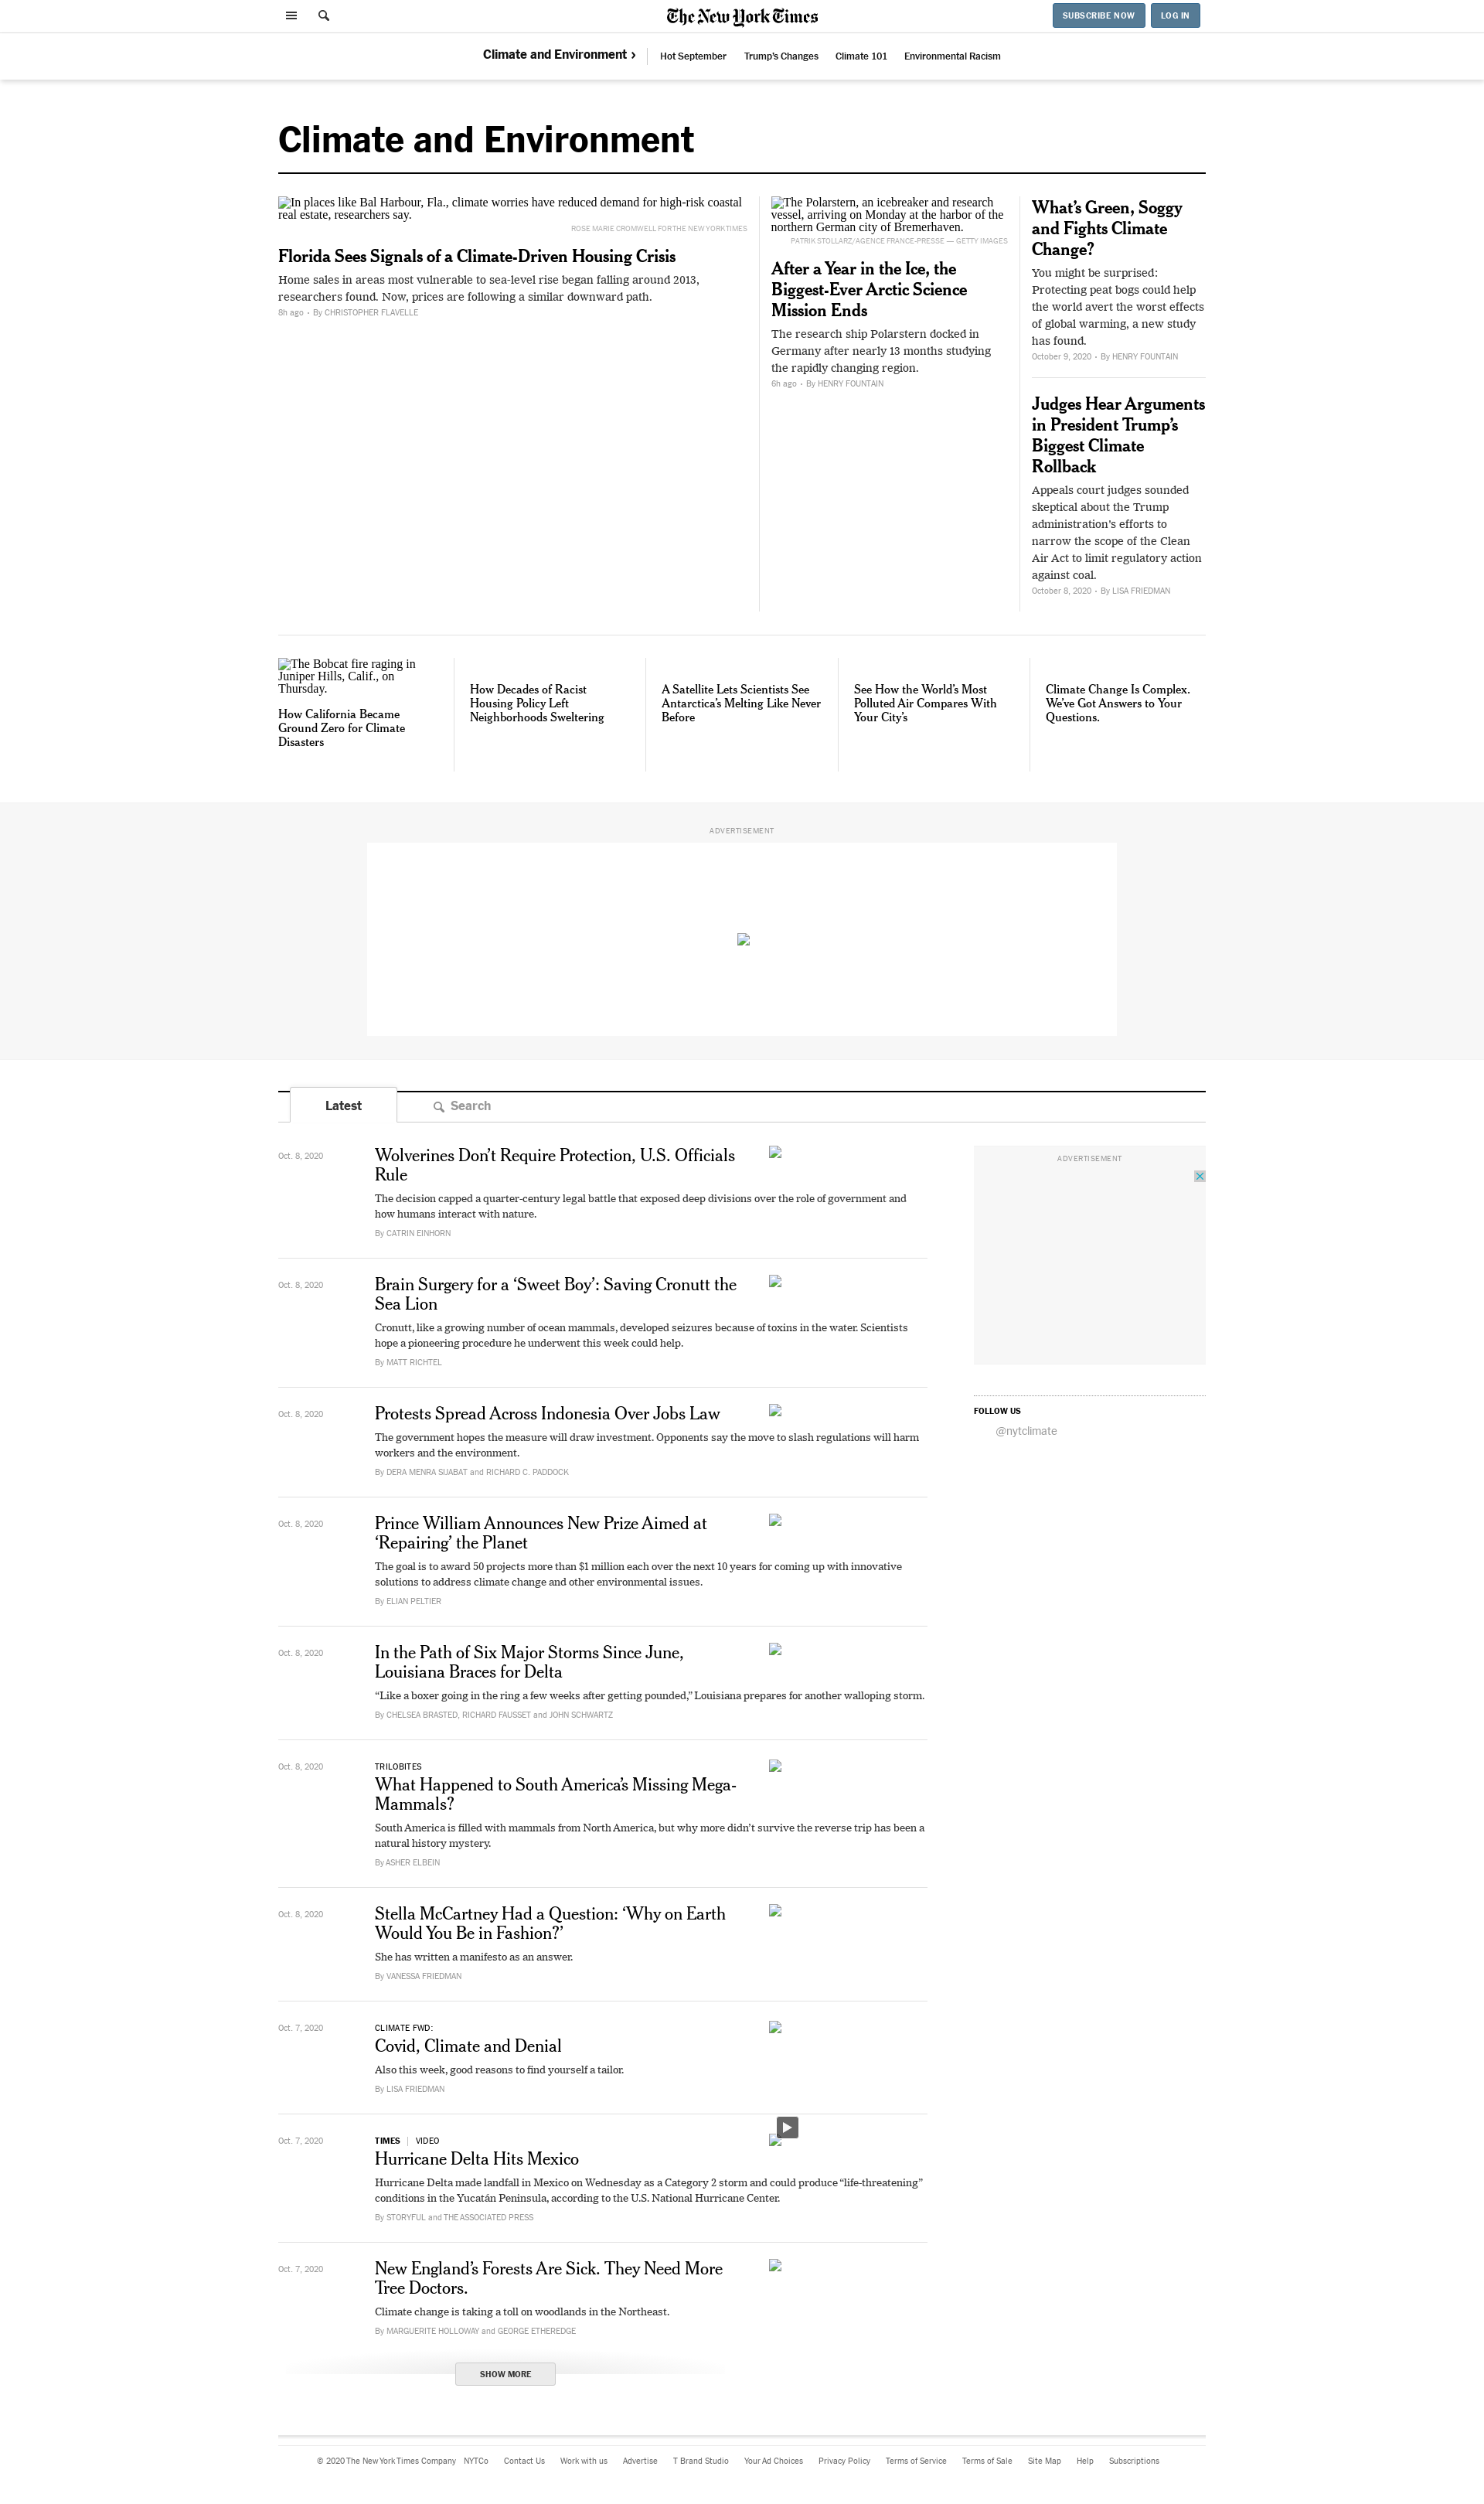 The New York Times
SUBSCRIBE NOW
LOG IN
Climate and Environment ›
Hot September
Trump's Changes
Climate 101
Environmental Racism
Climate and Environment
In places like Bal Harbour, Fla., climate worries have reduced demand for high-risk coastal
real estate, researchers say.
ROSE MARIE CROMWELL FOR THE NEW YORK TIMES
Florida Sees Signals of a Climate-Driven Housing Crisis
Home sales in areas most vulnerable to sea-level rise began falling around 2013,
researchers found. Now, prices are following a similar downward path.
8h ago • By CHRISTOPHER FLAVELLE
The Polarstern, an icebreaker and research
vessel, arriving on Monday at the harbor of the
northern German city of Bremerhaven.
PATRIK STOLLARZ/AGENCE FRANCE-PRESSE — GETTY IMAGES
After a Year in the Ice, the
Biggest-Ever Arctic Science
Mission Ends
The research ship Polarstern docked in
Germany after nearly 13 months studying
the rapidly changing region.
6h ago • By HENRY FOUNTAIN
What's Green, Soggy
and Fights Climate
Change?
You might be surprised:
Protecting peat bogs could help
the world avert the worst effects
of global warming, a new study
has found.
October 9, 2020 • By HENRY FOUNTAIN
Judges Hear Arguments
in President Trump's
Biggest Climate
Rollback
Appeals court judges sounded
skeptical about the Trump
administration's efforts to
narrow the scope of the Clean
Air Act to limit regulatory action
against coal.
October 8, 2020 • By LISA FRIEDMAN
The Bobcat fire raging in
Juniper Hills, Calif., on
Thursday.
How California Became
Ground Zero for Climate
Disasters
How Decades of Racist
Housing Policy Left
Neighborhoods Sweltering
A Satellite Lets Scientists See
Antarctica's Melting Like Never
Before
See How the World's Most
Polluted Air Compares With
Your City's
Climate Change Is Complex.
We've Got Answers to Your
Questions.
ADVERTISEMENT
Latest
Search
Oct. 8, 2020
Wolverines Don't Require Protection, U.S. Officials
Rule
The decision capped a quarter-century legal battle that exposed deep divisions over the role of government and
how humans interact with nature.
By CATRIN EINHORN
ADVERTISEMENT
Oct. 8, 2020
Brain Surgery for a 'Sweet Boy': Saving Cronutt the
Sea Lion
Cronutt, like a growing number of ocean mammals, developed seizures because of toxins in the water. Scientists
hope a pioneering procedure he underwent this week could help.
By MATT RICHTEL
FOLLOW US
@nytclimate
Oct. 8, 2020
Protests Spread Across Indonesia Over Jobs Law
The government hopes the measure will draw investment. Opponents say the move to slash regulations will harm
workers and the environment.
By DERA MENRA SIJABAT and RICHARD C. PADDOCK
Oct. 8, 2020
Prince William Announces New Prize Aimed at
'Repairing' the Planet
The goal is to award 50 projects more than $1 million each over the next 10 years for coming up with innovative
solutions to address climate change and other environmental issues.
By ELIAN PELTIER
Oct. 8, 2020
In the Path of Six Major Storms Since June,
Louisiana Braces for Delta
“Like a boxer going in the ring a few weeks after getting pounded,” Louisiana prepares for another walloping storm.
By CHELSEA BRASTED, RICHARD FAUSSET and JOHN SCHWARTZ
Oct. 8, 2020
TRILOBITES
What Happened to South America's Missing Mega-
Mammals?
South America is filled with mammals from North America, but why more didn't survive the reverse trip has been a
natural history mystery.
By ASHER ELBEIN
Oct. 8, 2020
Stella McCartney Had a Question: 'Why on Earth
Would You Be in Fashion?'
She has written a manifesto as an answer.
By VANESSA FRIEDMAN
Oct. 7, 2020
CLIMATE FWD:
Covid, Climate and Denial
Also this week, good reasons to find yourself a tailor.
By LISA FRIEDMAN
Oct. 7, 2020
TIMES | VIDEO
Hurricane Delta Hits Mexico
Hurricane Delta made landfall in Mexico on Wednesday as a Category 2 storm and could produce “life-threatening”
conditions in the Yucatán Peninsula, according to the U.S. National Hurricane Center.
By STORYFUL and THE ASSOCIATED PRESS
Oct. 7, 2020
New England's Forests Are Sick. They Need More
Tree Doctors.
Climate change is taking a toll on woodlands in the Northeast.
By MARGUERITE HOLLOWAY and GEORGE ETHEREDGE
SHOW MORE
© 2020 The New York Times Company NYTCo Contact Us Work with us Advertise T Brand Studio Your Ad Choices Privacy Policy Terms of Service Terms of Sale Site Map Help Subscriptions